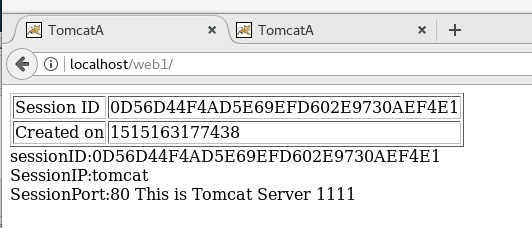 TomcatA
TomcatA
localhost/web1/
Session ID 0D56D44F4AD5E69EFD602E9730AEF4E1
Created on 1515163177438
sessionID:0D56D44F4AD5E69EFD602E9730AEF4E1
SessionIP:tomcat
SessionPort:80 This is Tomcat Server 1111